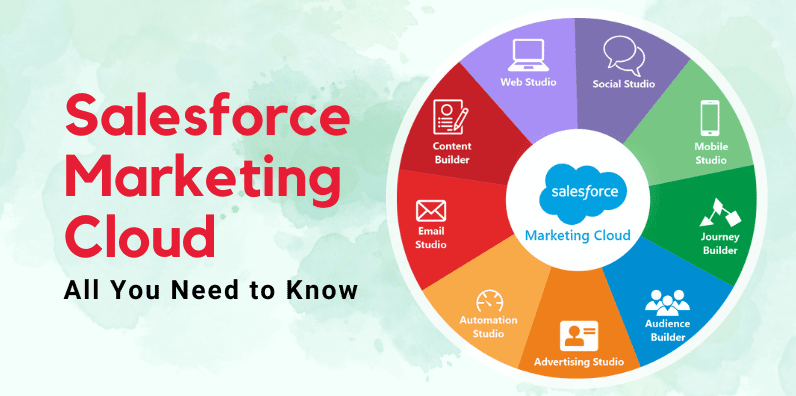 Salesforce
Marketing
Cloud
All You Need to Know
Web Studio
Social Studio
Mobile
Studio
Journey
Builder
Audience
Builder
Advertising Studio
Automation
Studio
Email
Studio
Content
Builder
salesforce
Marketing Cloud